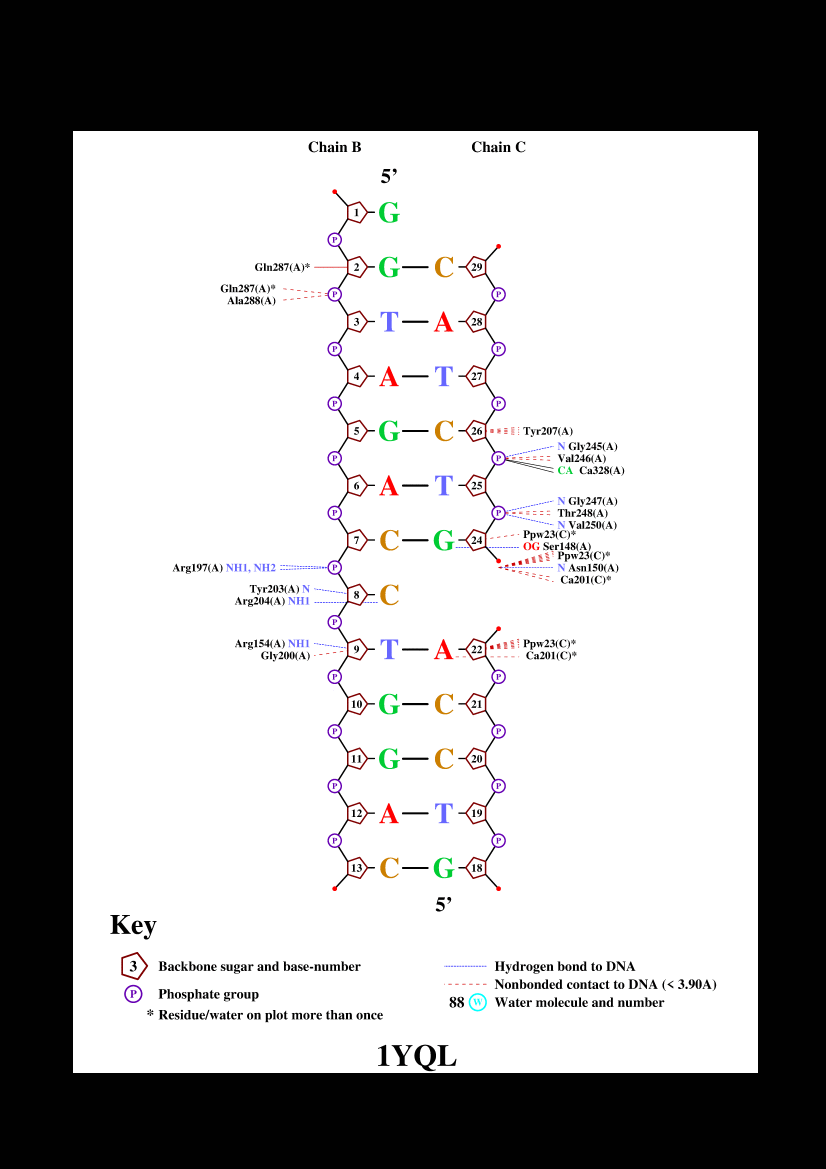 Chain B Chain C
5’
1 G
P
Gln287(A)* 2 G C 29
Gln287(A)* P P
Ala288(A)
3 T A 28
P P
4 A T 27
P P
5 G C 26 Tyr207(A)
N Gly245(A)
P P Val246(A)
CA Ca328(A)
6 A T 25
N Gly247(A)
P P Thr248(A)
N Val250(A)
Ppw23(C)*
7 C G 24
OG Ser148(A)
Ppw23(C)*
Arg197(A) NH1, NH2 P N Asn150(A)
Ca201(C)*
Tyr203(A) N
8 C
Arg204(A) NH1
P
Arg154(A) NH1 Ppw23(C)*
9 T A 22
Gly200(A) Ca201(C)*
P P
10 G C 21
P P
11 G C 20
P P
12 A T 19
P P
13 C G 18
5’
Key
3 Backbone sugar and base-number Hydrogen bond to DNA
Nonbonded contact to DNA (< 3.90A)
P Phosphate group 88 W Water molecule and number
* Residue/water on plot more than once
1YQL